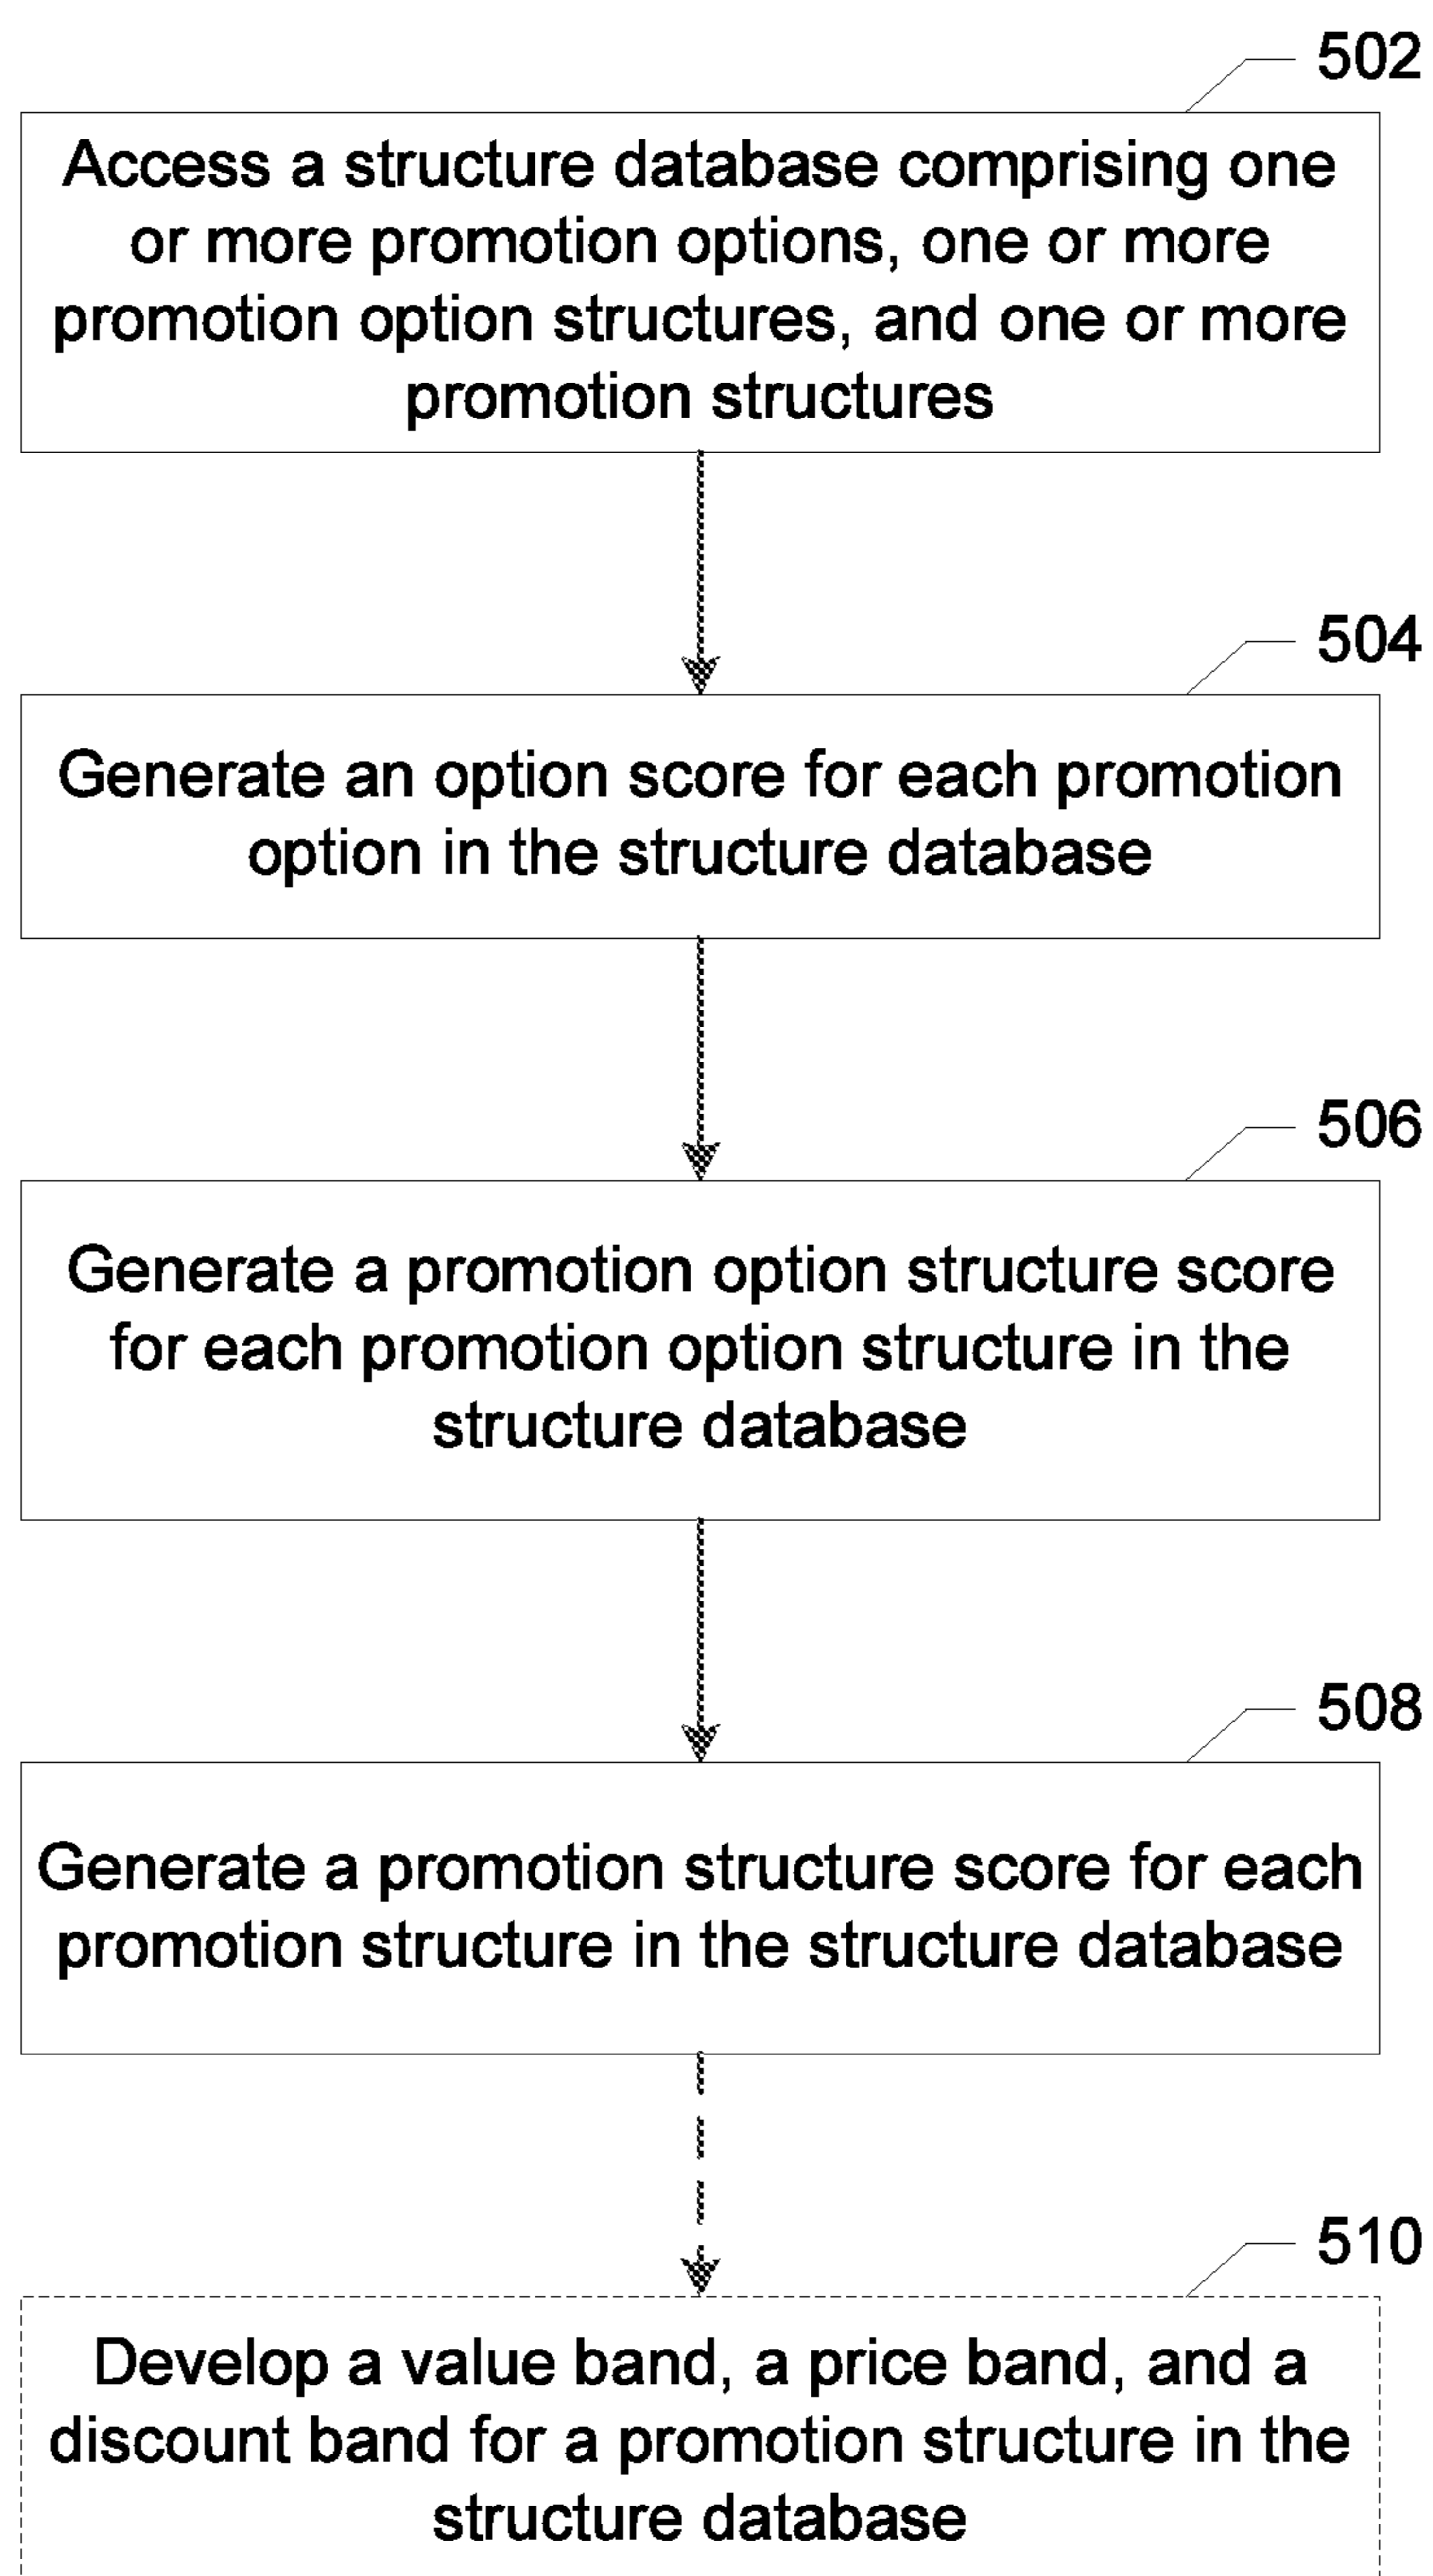 502
Access a structure database comprising one
or more promotion options, one or more
promotion option structures, and one or more
promotion structures
504
Generate an option score for each promotion
option in the structure database
506
Generate a promotion option structure score
for each promotion option structure in the
structure database
508
Generate a promotion structure score for each
promotion structure in the structure database
510
Develop a value band, a price band, and a
discount band for a promotion structure in the
structure database